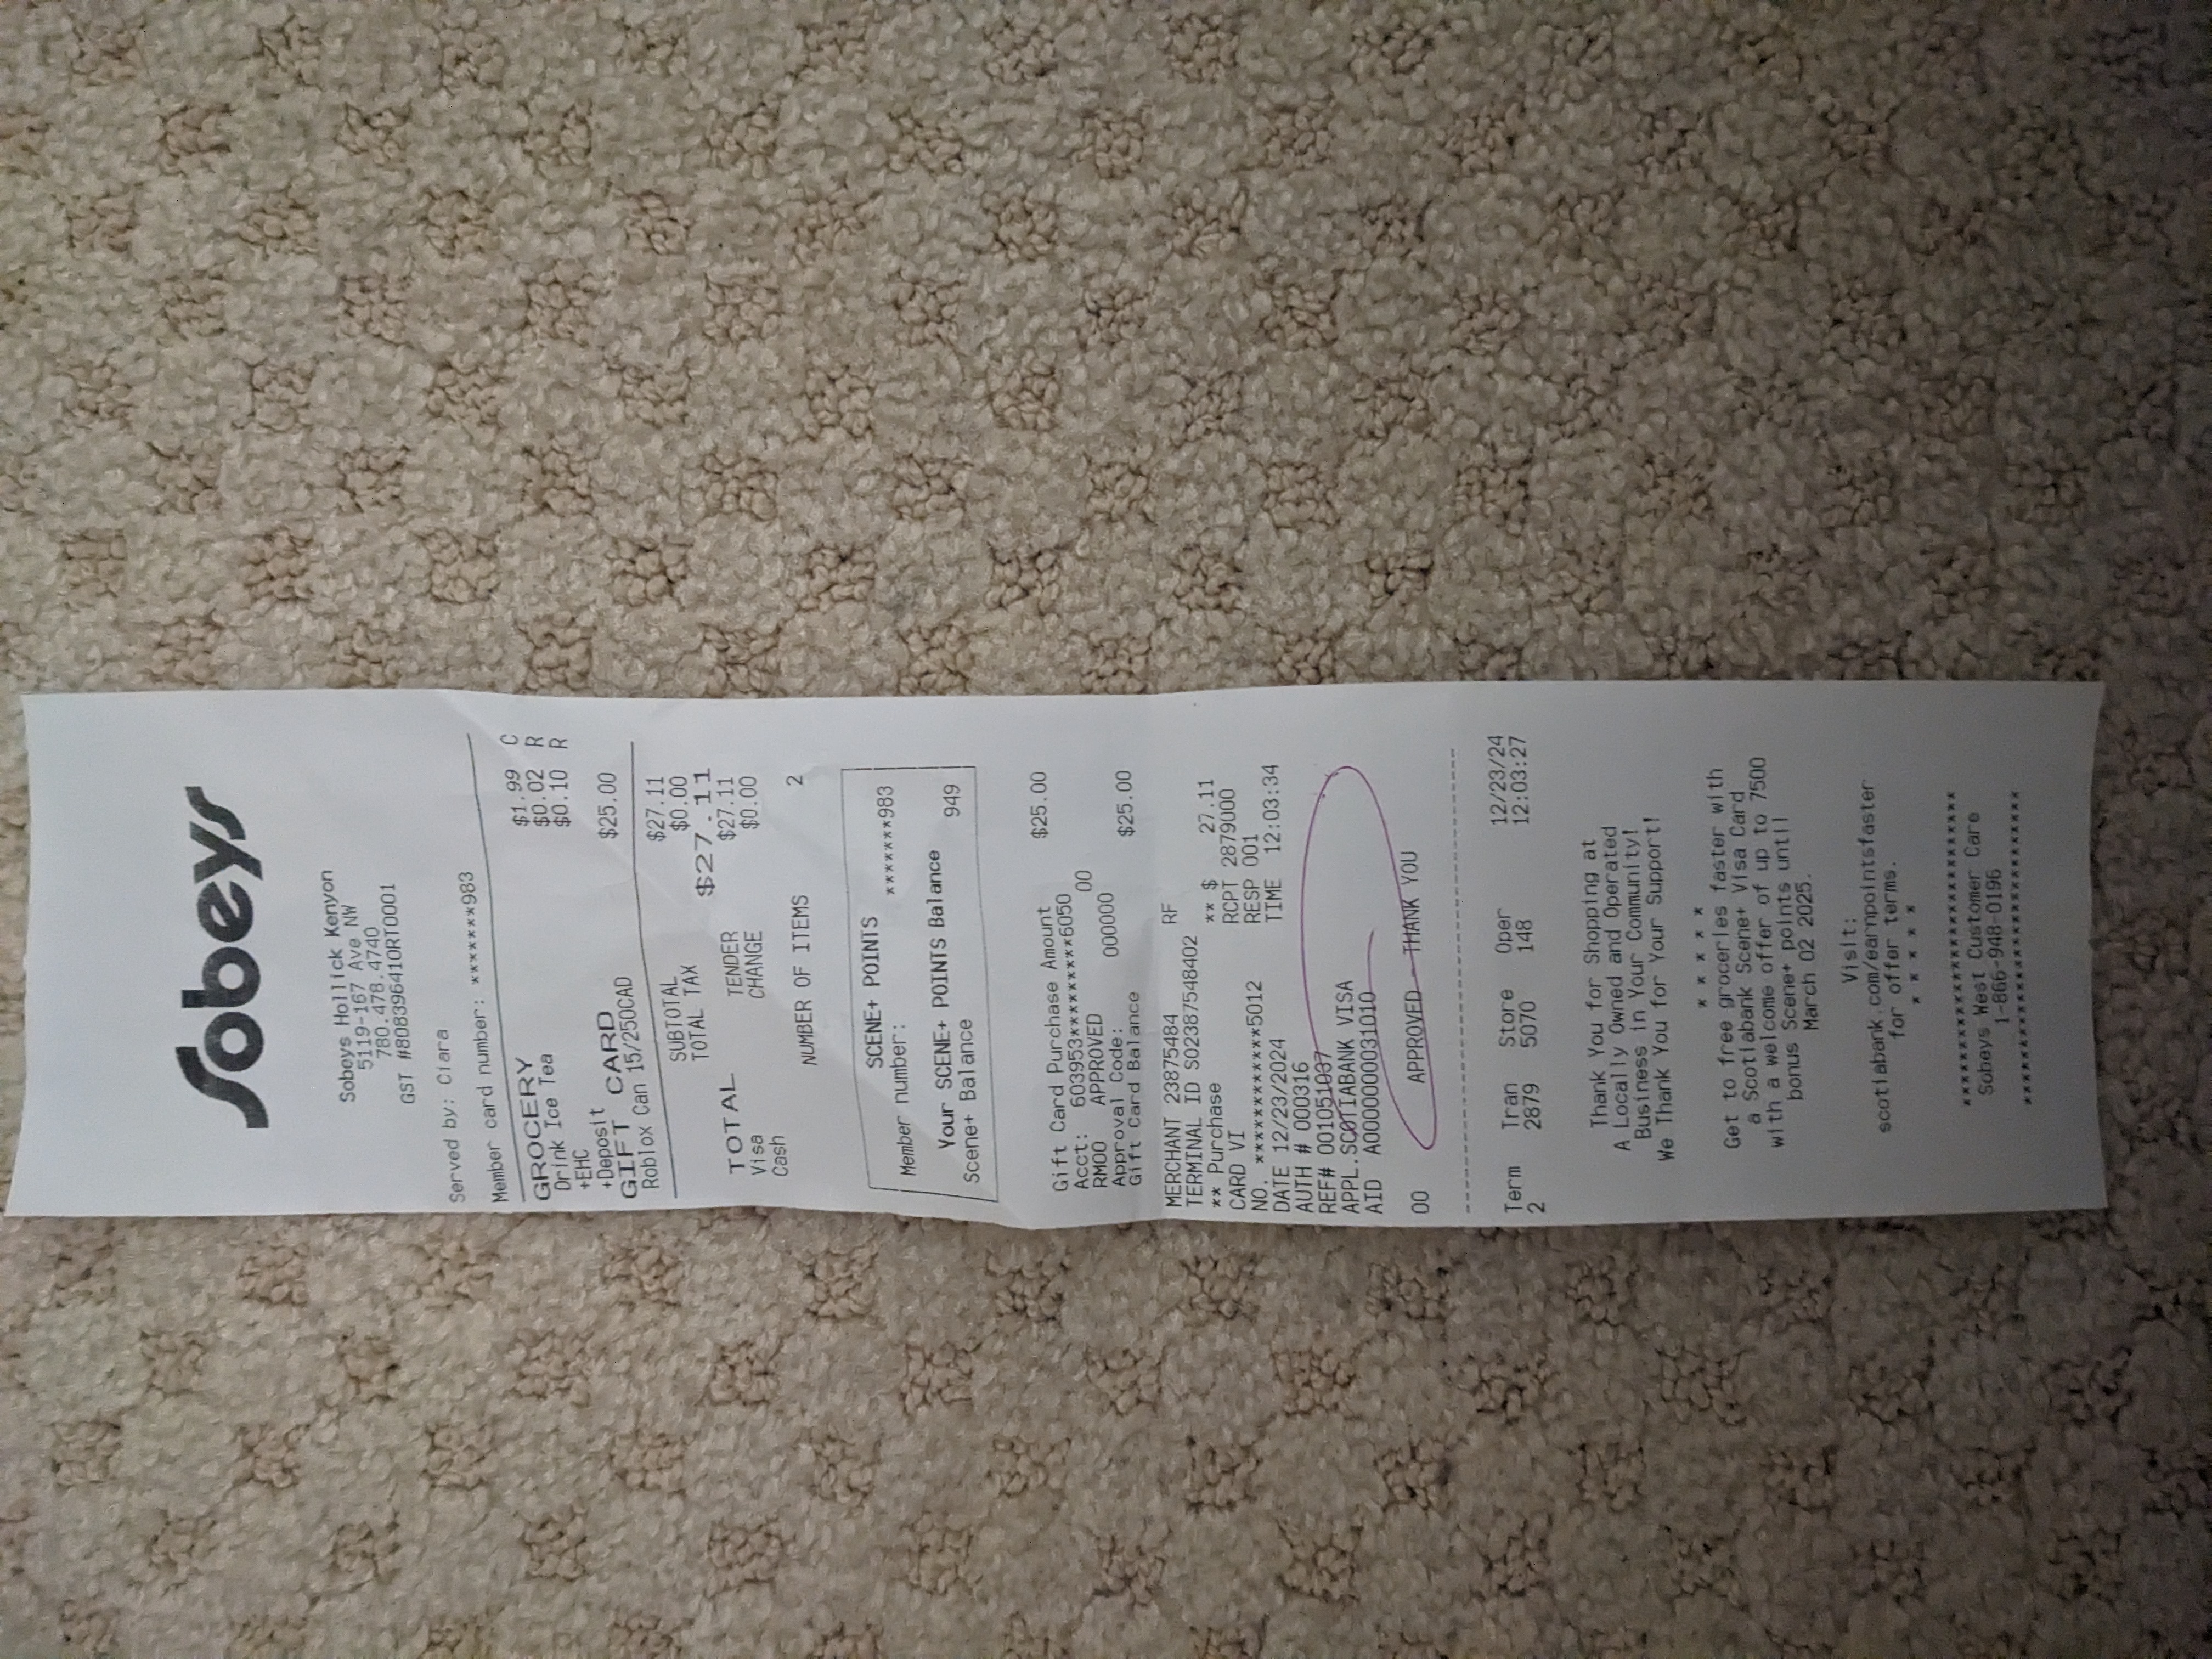 Sobeys
Sobeys Hollick Kenyon
5119-167 Ave NW
780.478.4740
GST #808396410RT0001
Served by: Ciara
Member card number: ********983
GROCERY
Drink Ice Tea $1.99 C
+EHC $0.02 R
+Deposit $0.10 R
GIFT CARD
Roblox Can 15/250CAD $25.00
SUBTOTAL $27.11
TOTAL TAX $0.00
TOTAL $27.11
Visa TENDER $27.11
Cash CHANGE $0.00
NUMBER OF ITEMS 2
SCENE+ POINTS
Member number: ********983
Your SCENE+ POINTS Balance
Scene+ Balance 949
Gift Card Purchase Amount $25.00
Acct: 603953*********6050
RM00 APPROVED 00
Approval Code: 000000
Gift Card Balance $25.00
MERCHANT 23875484 RF
TERMINAL ID S02387548402
** Purchase ** $ 27.11
CARD VI RCPT 2879000
NO. ************5012 RESP 001
DATE 12/23/2024 TIME 12:03:34
AUTH # 000316
REF# 001051037
APPL.SCOTIABANK VISA
AID A0000000031010
00 APPROVED - THANK YOU
Term Tran Store Oper 12/23/24
2 2879 5070 148 12:03:27
Thank You for Shopping at
A Locally Owned and Operated
Business in Your Community!
We Thank You for Your Support!
* * * * *
Get to free groceries faster with
a Scotiabank Scene+ Visa Card
with a welcome offer of up to 7500
bonus Scene+ points until
March 02 2025.
Visit:
scotiabank.com/earnpointsfaster
for offer terms.
* * * * *
******************************
Sobeys West Customer Care
1-866-948-0196
******************************